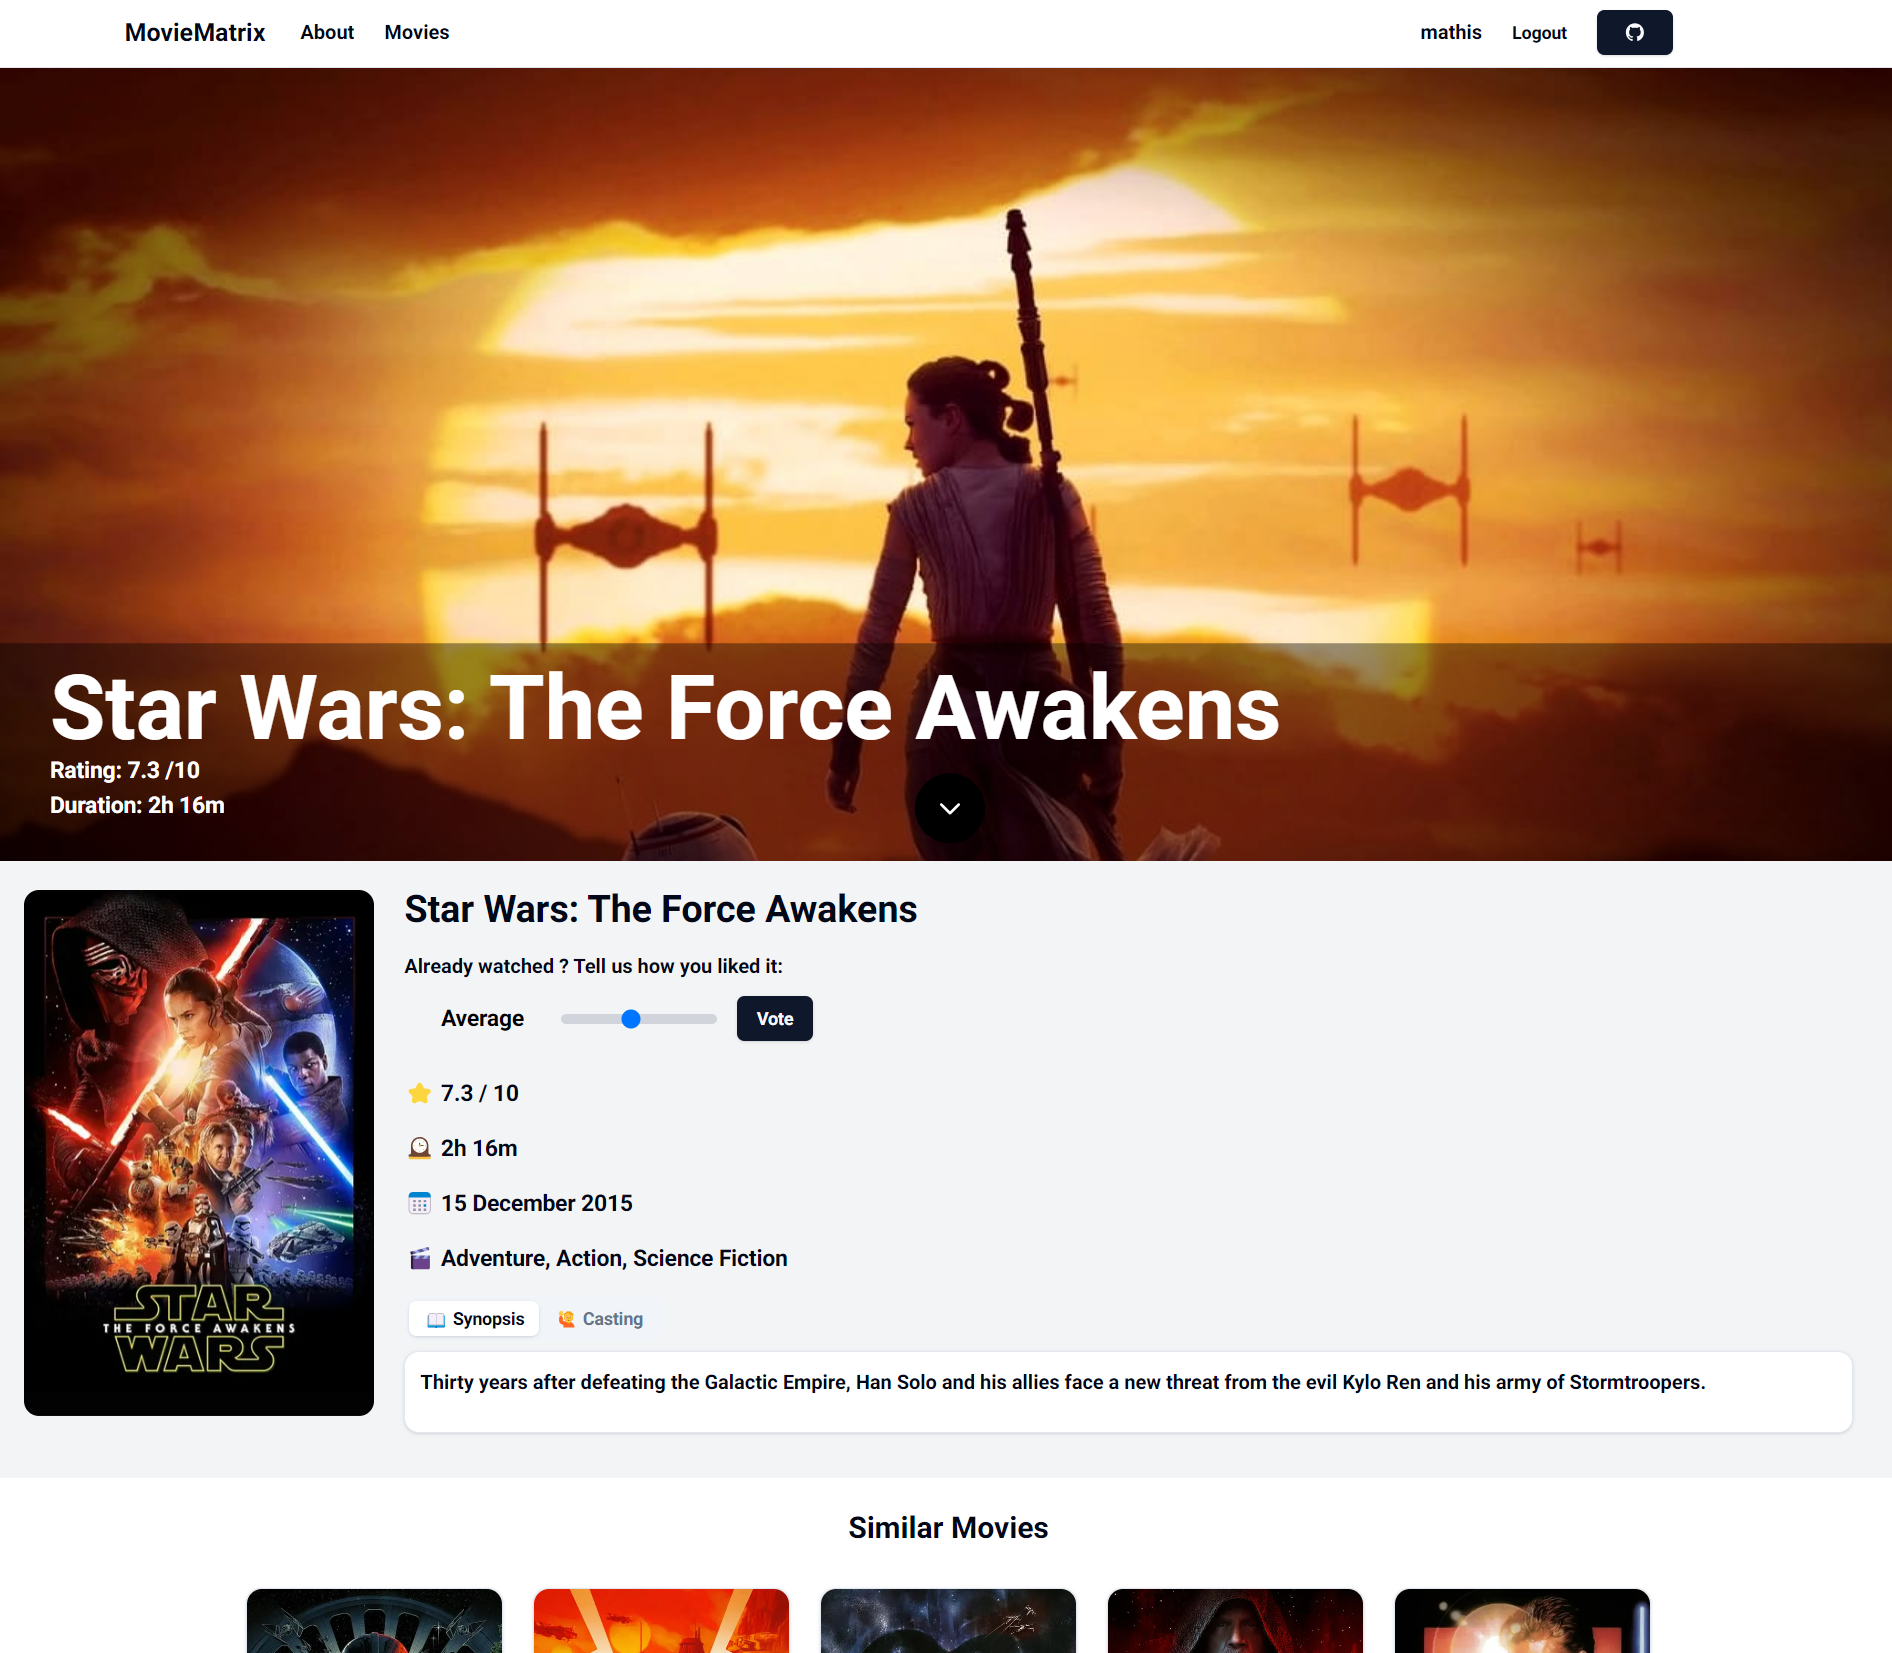 MovieMatrix
About
Movies
mathis
Logout
Star Wars: The Force Awakens
Rating: 7.3 /10
Duration: 2h 16m
STAR
THE FORCE AWAKENS
WARS
Star Wars: The Force Awakens
Already watched ? Tell us how you liked it:
Average
Vote
7.3 / 10
2h 16m
15 December 2015
Adventure, Action, Science Fiction
Synopsis
Casting
Thirty years after defeating the Galactic Empire, Han Solo and his allies face a new threat from the evil Kylo Ren and his army of Stormtroopers.
Similar Movies